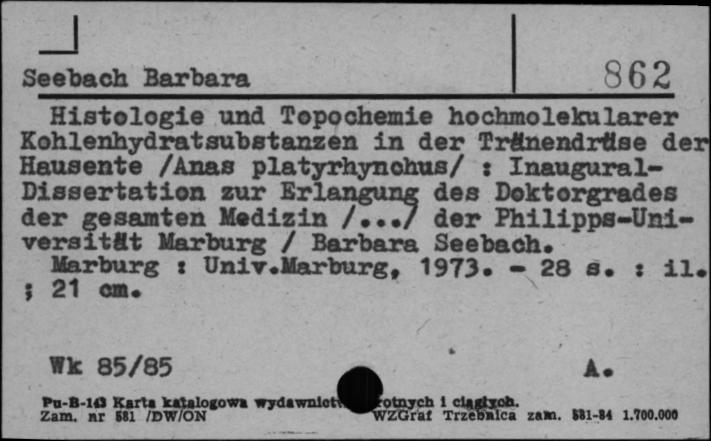 Seebach Barbara
862
Histologie und Topochemie hochmolekularer
Kohlenhydratsubstanzen in der Tränendrüse der
Hausente /Anas platyrhynchus/ : Inaugural-
Dissertation zur Erlangung des Doktorgrades
der gesamten Medizin /.../ der Philipps-Uni-
versität Marburg / Barbara Seebach.
Marburg : Univ.Marburg, 1973. - 28 s. : il.
; 21 cm.
Wk 85/85
A.
Pu-B-143 Karta katalogowa wydawnict rotnych i ciągłych.
Zam. nr 581 /DW/ON WZGraf Trzebnica zam. 581-84 1.700.000